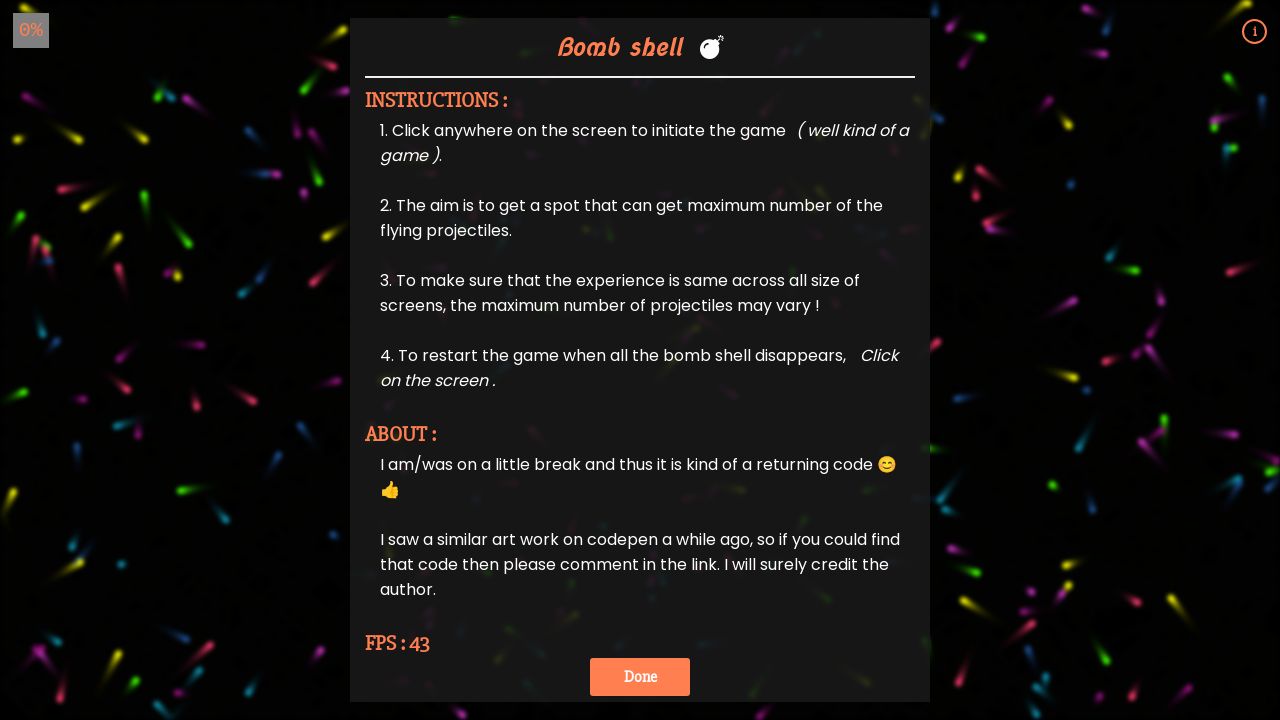 0%
Bomb shell 💣
i
INSTRUCTIONS :
1. Click anywhere on the screen to initiate the game ( well kind of a
game ).
2. The aim is to get a spot that can get maximum number of the
flying projectiles.
3. To make sure that the experience is same across all size of
screens, the maximum number of projectiles may vary !
4. To restart the game when all the bomb shell disappears, Click
on the screen .
ABOUT :
I am/was on a little break and thus it is kind of a returning code 😊
👍
I saw a similar art work on codepen a while ago, so if you could find
that code then please comment in the link. I will surely credit the
author.
FPS : 43
Done